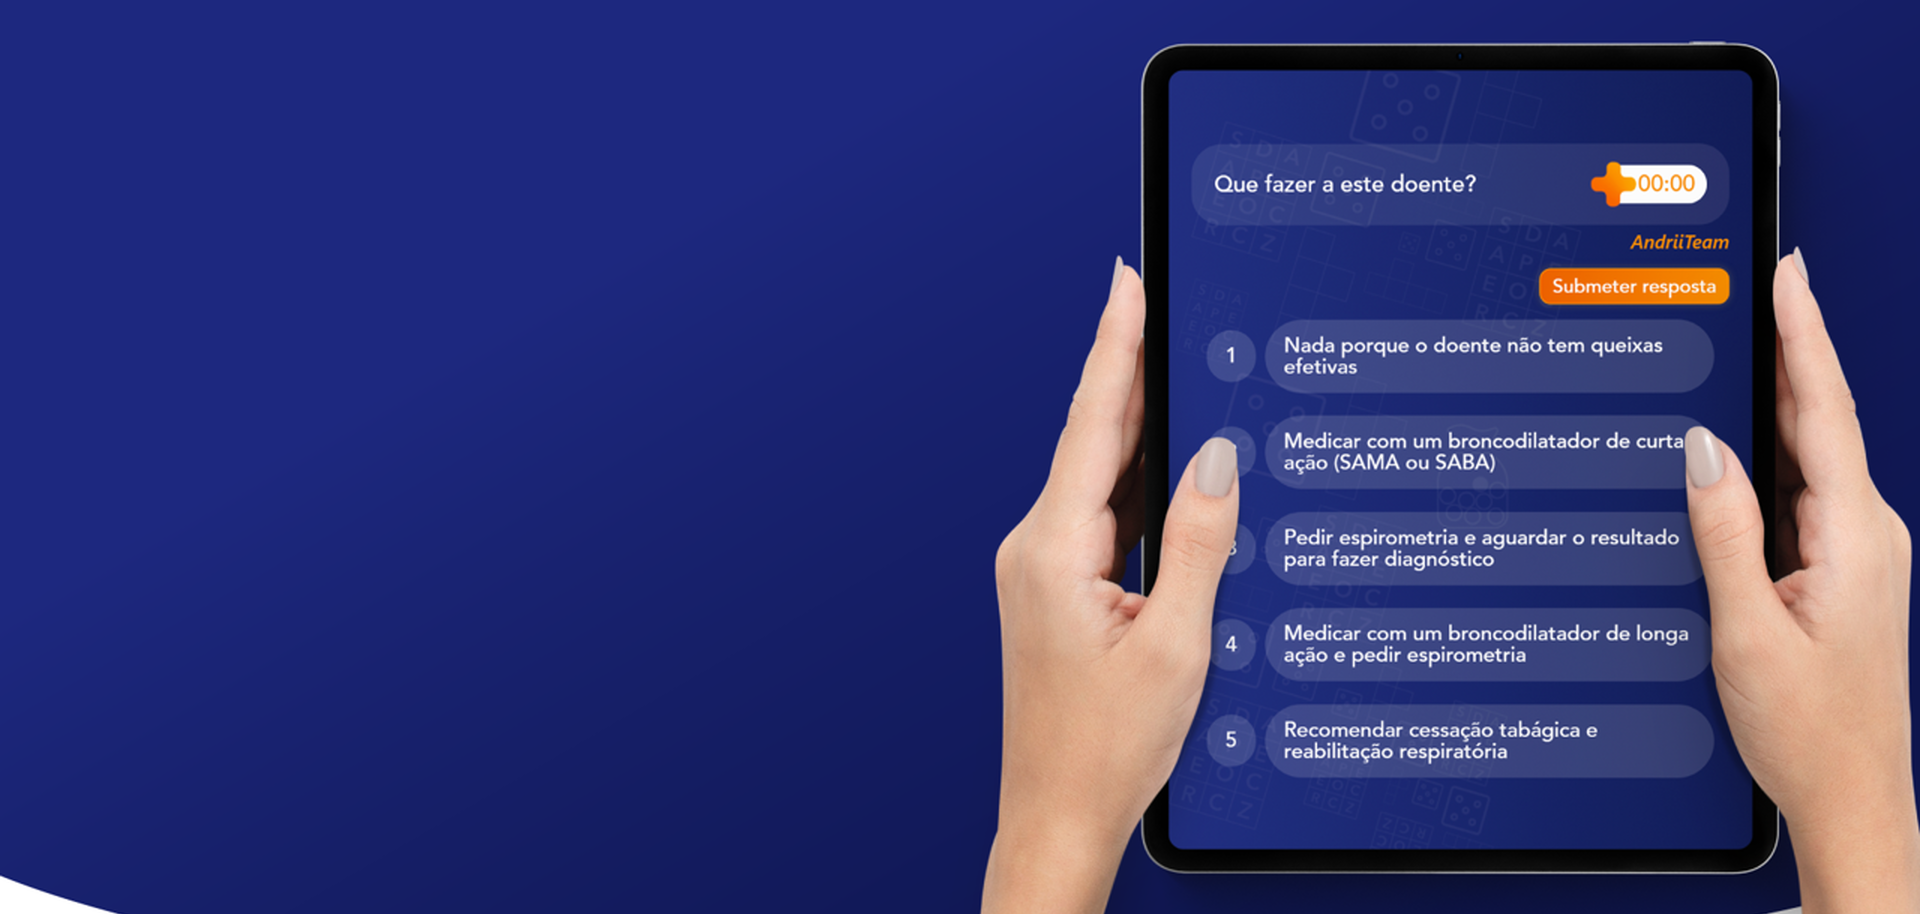 Que fazer a este doente?
00:00
AndriiTeam
Submeter resposta
1
Nada porque o doente não tem queixas
efetivas
Medicar com um broncodilatador de curta
ação (SAMA ou SABA)
3
Pedir espirometria e aguardar o resultado
para fazer diagnóstico
4
Medicar com um broncodilatador de longa
ação e pedir espirometria
5
Recomendar cessação tabágica e
reabilitação respiratória